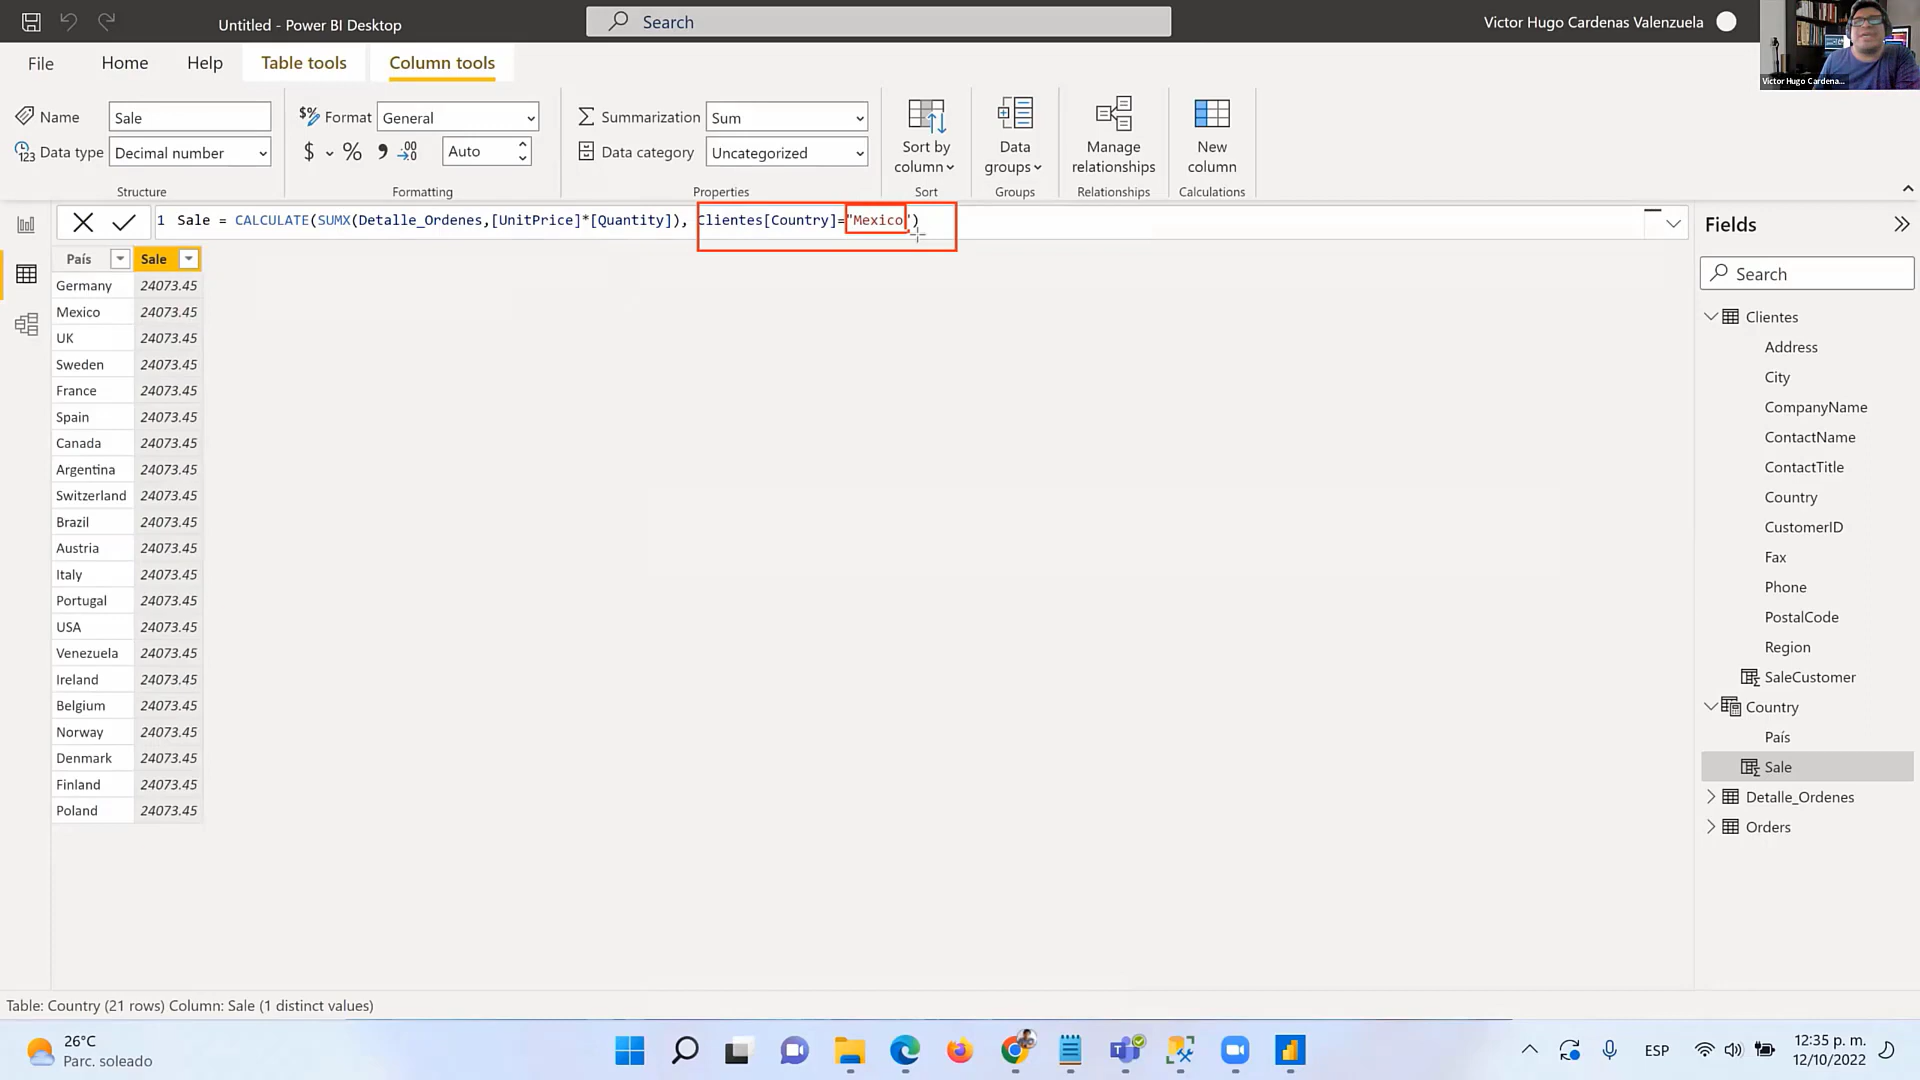 Untitled - Power BI Desktop
Search
Victor Hugo Cardenas Valenzuela
Victor Hugo Cardena...
File
Home
Help
Table tools
Column tools
Name
Sale
Format
General
Summarization
Sum
Data type
Decimal number
$
%
Auto
Data category
Uncategorized
Sort by
column
Data
groups
Manage
relationships
New
column
Structure
Formatting
Properties
Sort
Groups
Relationships
Calculations
1 Sale = CALCULATE(SUMX(Detalle_Ordenes,[UnitPrice]*[Quantity]), Clientes[Country]="Mexico")
Fields
Search
País Sale
Germany 24073.45
Mexico 24073.45
UK 24073.45
Sweden 24073.45
France 24073.45
Spain 24073.45
Canada 24073.45
Argentina 24073.45
Switzerland 24073.45
Brazil 24073.45
Austria 24073.45
Italy 24073.45
Portugal 24073.45
USA 24073.45
Venezuela 24073.45
Ireland 24073.45
Belgium 24073.45
Norway 24073.45
Denmark 24073.45
Finland 24073.45
Poland 24073.45
Clientes
Address
City
CompanyName
ContactName
ContactTitle
Country
CustomerID
Fax
Phone
PostalCode
Region
SaleCustomer
Country
País
Sale
Detalle_Ordenes
Orders
Table: Country (21 rows) Column: Sale (1 distinct values)
26°C
Parc. soleado
ESP
12:35 p. m.
12/10/2022